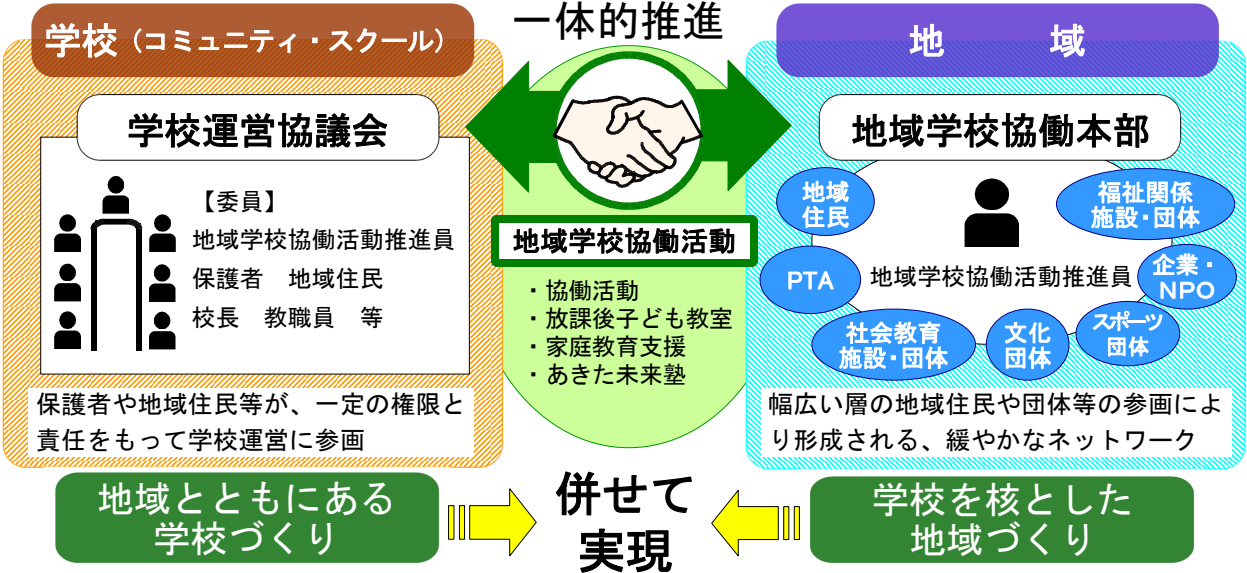 一体的推進
学校(コミュニティ・スクール)
学校運営協議会
【委員】
地域学校協働活動推進員
保護者　地域住民
校長　教職員　等
保護者や地域住民等が、一定の権限と
責任をもって学校運営に参画
地域とともにある
学校づくり
地域学校協働活動
・協働活動
・放課後子ども教室
・家庭教育支援
・あきた未来塾
併せて
実現
地　域
地域学校協働本部
地域
住民
福祉関係
施設・団体
PTA
地域学校協働活動推進員
企業・
NPO
社会教育
施設・団体
文化
団体
スポーツ
団体
幅広い層の地域住民や団体等の参画によ
り形成される、緩やかなネットワーク
学校を核とした
地域づくり